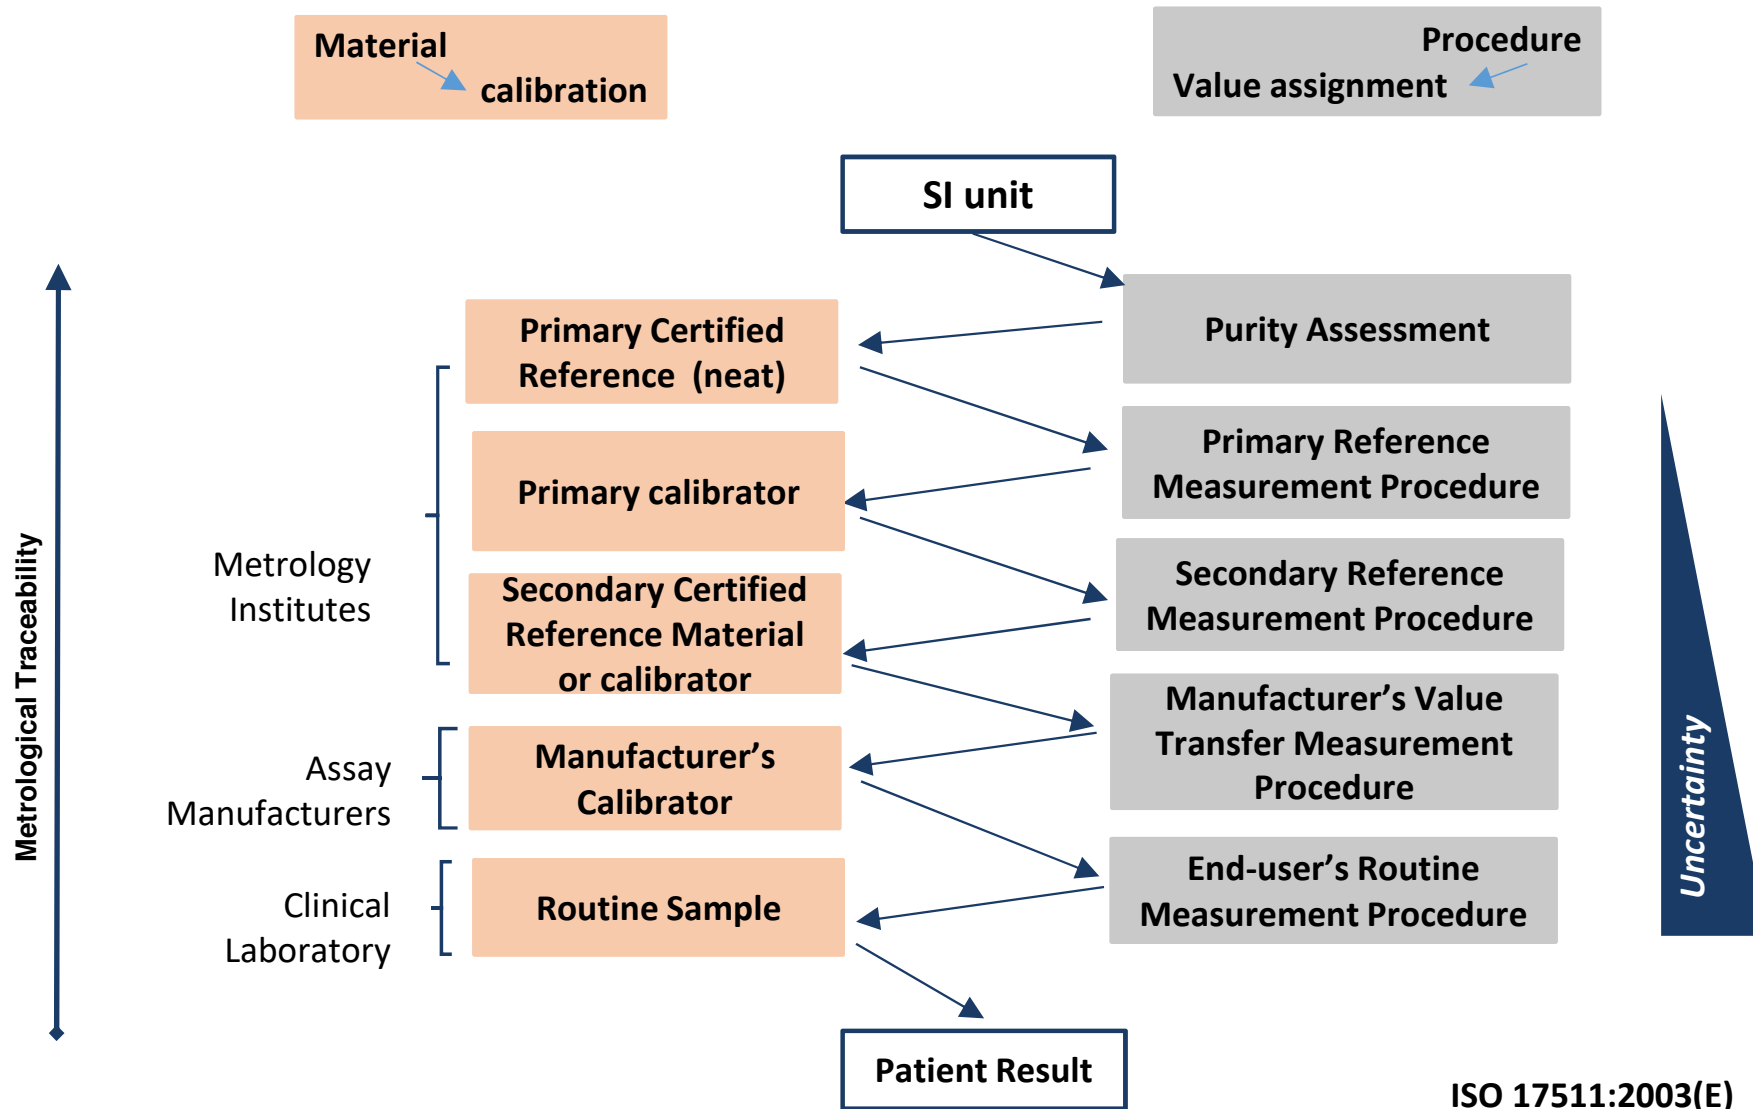 Material
calibration
Procedure
Value assignment
SI unit
Primary Certified
Reference (neat)
Purity Assessment
Primary calibrator
Primary Reference
Measurement Procedure
Metrology
Institutes
Secondary Certified
Reference Material
or calibrator
Secondary Reference
Measurement Procedure
Assay
Manufacturers
Manufacturer’s
Calibrator
Manufacturer’s Value
Transfer Measurement
Procedure
Clinical
Laboratory
Routine Sample
End-user’s Routine
Measurement Procedure
Patient Result
Metrological Traceability
Uncertainty
ISO 17511:2003(E)